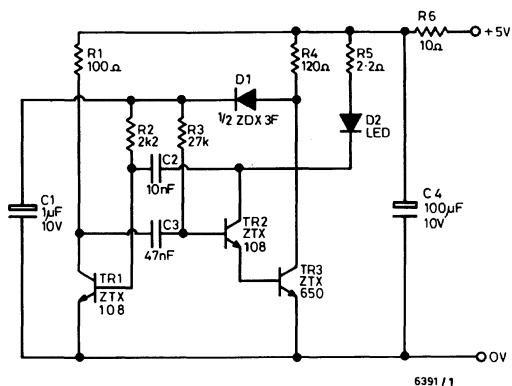 R1
100Ω
R4
120Ω
R5
2·2Ω
R6
10Ω
+5V
D1
1/2 ZDX 3F
D2
LED
R2
2k2
R3
27k
C2
10nF
C1
1µF
10V
C3
47nF
TR2
ZTX
108
C4
100µF
10V
TR1
ZTX
108
TR3
ZTX
650
0V
6391/1